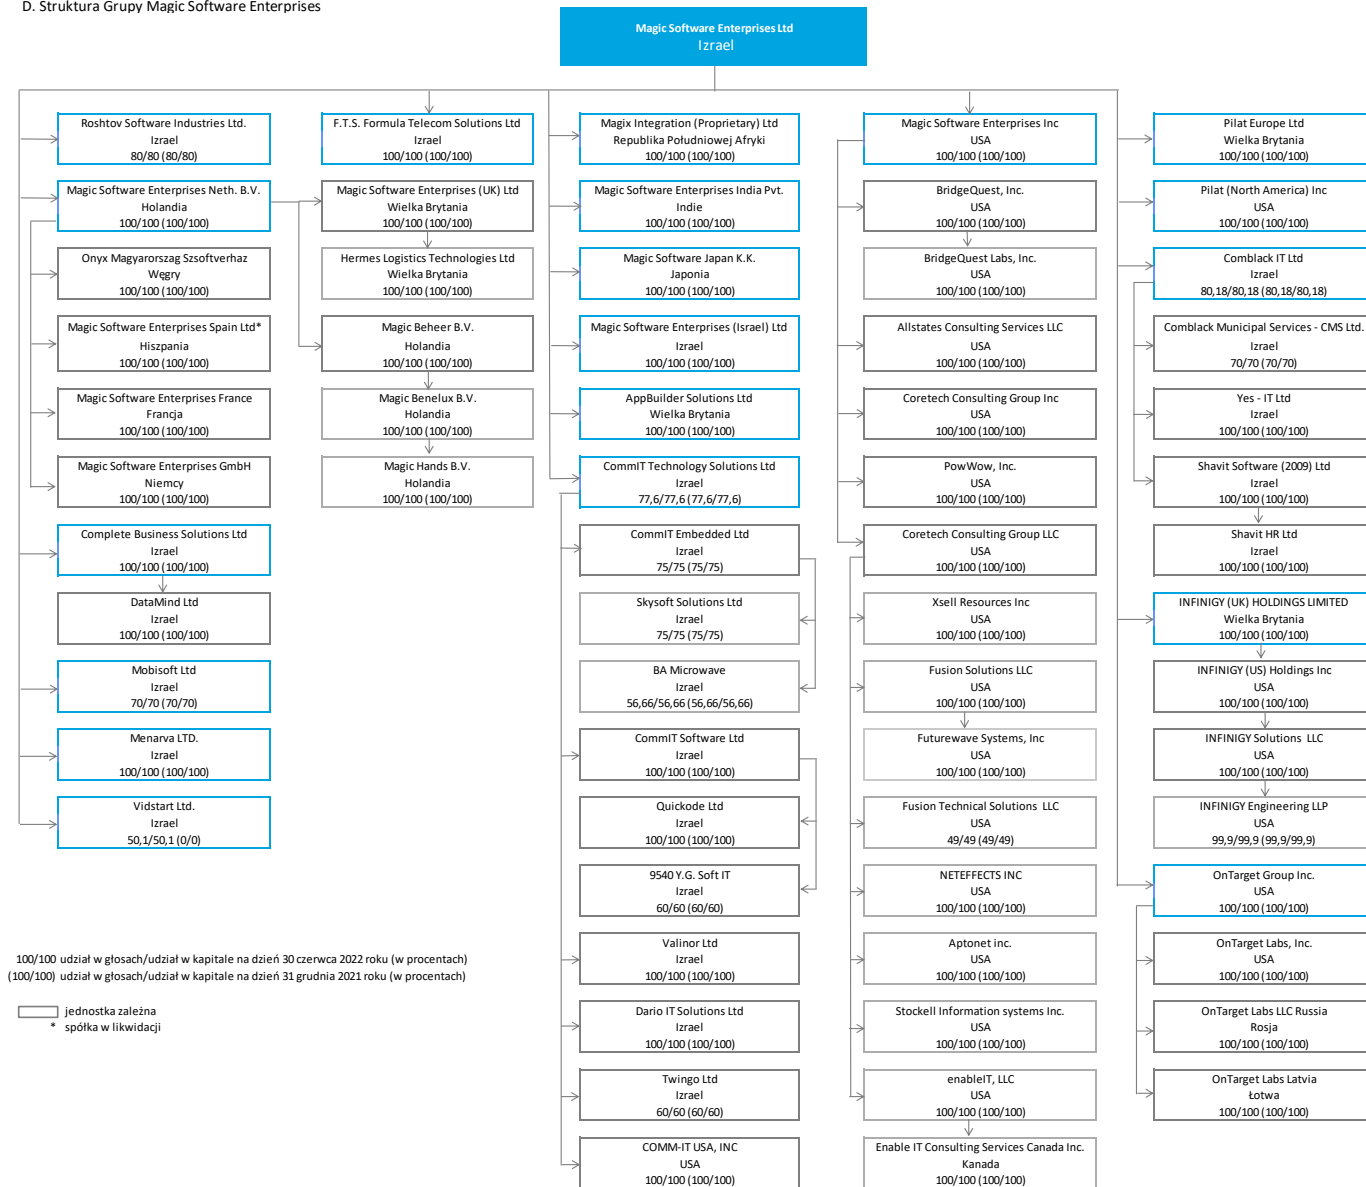 D. Struktura Grupy Magic Software Enterprises
Magic Software Enterprises Ltd
Izrael
Roshtov Software Industries Ltd.
Izrael
80/80 (80/80)
Magic Software Enterprises Neth. B.V.
Holandia
100/100 (100/100)
Onyx Magyarorszag Szsoftverhaz
Węgry
100/100 (100/100)
Magic Software Enterprises Spain Ltd*
Hiszpania
100/100 (100/100)
Magic Software Enterprises France
Francja
100/100 (100/100)
Magic Software Enterprises GmbH
Niemcy
100/100 (100/100)
Complete Business Solutions Ltd
Izrael
100/100 (100/100)
DataMind Ltd
Izrael
100/100 (100/100)
Mobisoft Ltd
Izrael
70/70 (70/70)
Menarva LTD.
Izrael
100/100 (100/100)
Vidstart Ltd.
Izrael
50,1/50,1 (0/0)
F.T.S. Formula Telecom Solutions Ltd
Izrael
100/100 (100/100)
Magic Software Enterprises (UK) Ltd
Wielka Brytania
100/100 (100/100)
Hermes Logistics Technologies Ltd
Wielka Brytania
100/100 (100/100)
Magic Beheer B.V.
Holandia
100/100 (100/100)
Magic Benelux B.V.
Holandia
100/100 (100/100)
Magic Hands B.V.
Holandia
100/100 (100/100)
Magix Integration (Proprietary) Ltd
Republika Południowej Afryki
100/100 (100/100)
Magic Software Enterprises India Pvt.
Indie
100/100 (100/100)
Magic Software Japan K.K.
Japonia
100/100 (100/100)
Magic Software Enterprises (Israel) Ltd
Izrael
100/100 (100/100)
AppBuilder Solutions Ltd
Wielka Brytania
100/100 (100/100)
CommIT Technology Solutions Ltd
Izrael
77,6/77,6 (77,6/77,6)
CommIT Embedded Ltd
Izrael
75/75 (75/75)
Skysoft Solutions Ltd
Izrael
75/75 (75/75)
BA Microwave
Izrael
56,66/56,66 (56,66/56,66)
CommIT Software Ltd
Izrael
100/100 (100/100)
Quickode Ltd
Izrael
100/100 (100/100)
9540 Y.G. Soft IT
Izrael
60/60 (60/60)
Valinor Ltd
Izrael
100/100 (100/100)
Dario IT Solutions Ltd
Izrael
100/100 (100/100)
Twingo Ltd
Izrael
60/60 (60/60)
COMM-IT USA, INC
USA
100/100 (100/100)
Magic Software Enterprises Inc
USA
100/100 (100/100)
BridgeQuest, Inc.
USA
100/100 (100/100)
BridgeQuest Labs, Inc.
USA
100/100 (100/100)
Allstates Consulting Services LLC
USA
100/100 (100/100)
Coretech Consulting Group Inc
USA
100/100 (100/100)
PowWow, Inc.
USA
100/100 (100/100)
Coretech Consulting Group LLC
USA
100/100 (100/100)
Xsell Resources Inc
USA
100/100 (100/100)
Fusion Solutions LLC
USA
100/100 (100/100)
Futurewave Systems, Inc
USA
100/100 (100/100)
Fusion Technical Solutions LLC
USA
49/49 (49/49)
NETEFFECTS INC
USA
100/100 (100/100)
Aptonet inc.
USA
100/100 (100/100)
Stockell Information systems Inc.
USA
100/100 (100/100)
enableIT, LLC
USA
100/100 (100/100)
Enable IT Consulting Services Canada Inc.
Kanada
100/100 (100/100)
Pilat Europe Ltd
Wielka Brytania
100/100 (100/100)
Pilat (North America) Inc
USA
100/100 (100/100)
Comblack IT Ltd
Izrael
80,18/80,18 (80,18/80,18)
Comblack Municipal Services - CMS Ltd.
Izrael
70/70 (70/70)
Yes - IT Ltd
Izrael
100/100 (100/100)
Shavit Software (2009) Ltd
Izrael
100/100 (100/100)
Shavit HR Ltd
Izrael
100/100 (100/100)
INFINIGY (UK) HOLDINGS LIMITED
Wielka Brytania
100/100 (100/100)
INFINIGY (US) Holdings Inc
USA
100/100 (100/100)
INFINIGY Solutions LLC
USA
100/100 (100/100)
INFINIGY Engineering LLP
USA
99,9/99,9 (99,9/99,9)
OnTarget Group Inc.
USA
100/100 (100/100)
OnTarget Labs, Inc.
USA
100/100 (100/100)
OnTarget Labs LLC Russia
Rosja
100/100 (100/100)
OnTarget Labs Latvia
Łotwa
100/100 (100/100)
100/100 udział w głosach/udział w kapitale na dzień 30 czerwca 2022 roku (w procentach)
(100/100) udział w głosach/udział w kapitale na dzień 31 grudnia 2021 roku (w procentach)
jednostka zależna
* spółka w likwidacji